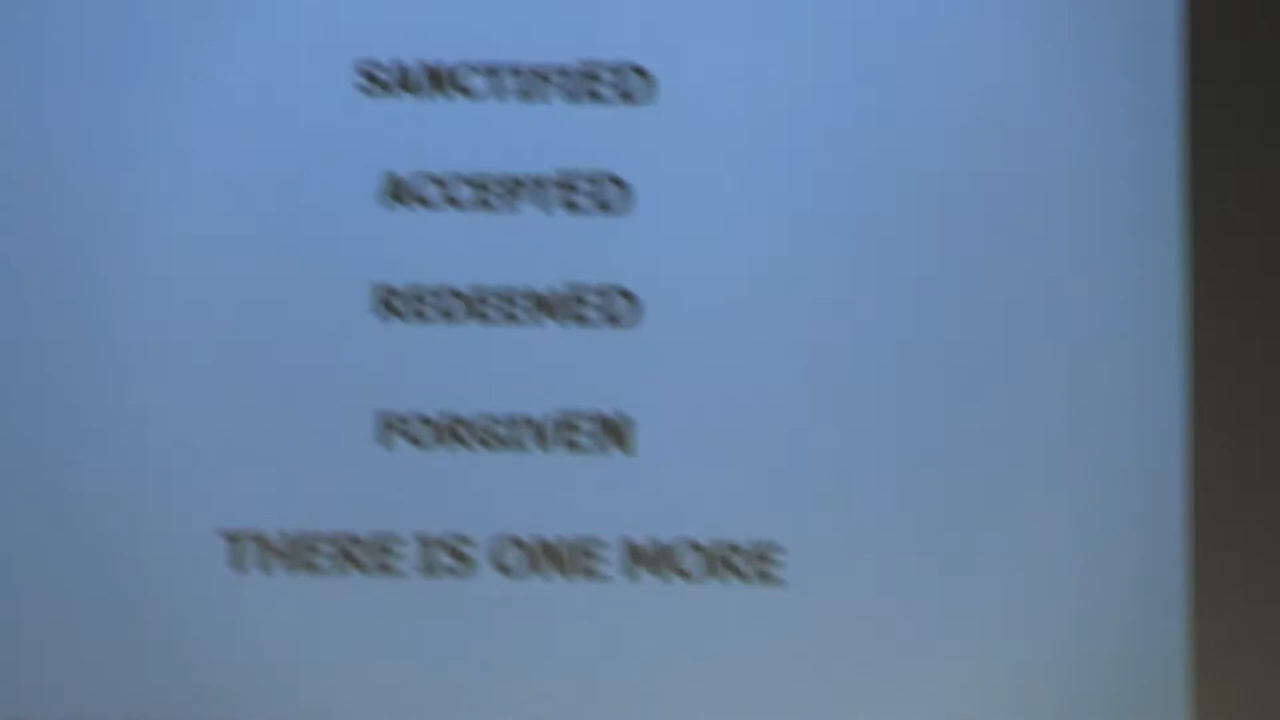 SANCTIFIED
ACCEPTED
REDEEMED
FORGIVEN
THERE IS ONE MORE